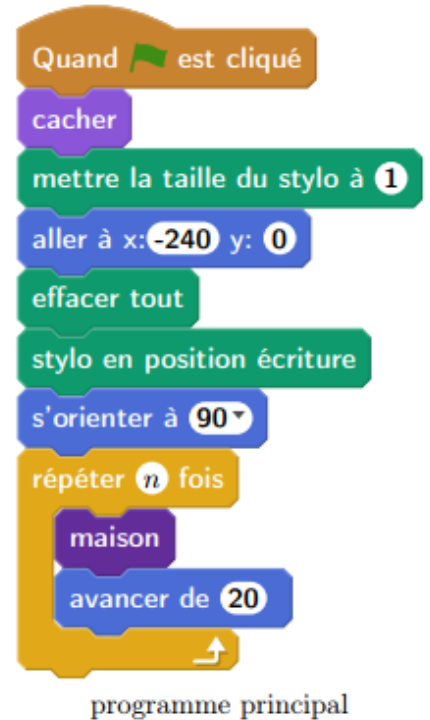 Quand est cliqué
cacher
mettre la taille du stylo à 1
aller à x: -240 y: 0
effacer tout
stylo en position écriture
s'orienter à 90
répéter n fois
maison
avancer de 20
programme principal